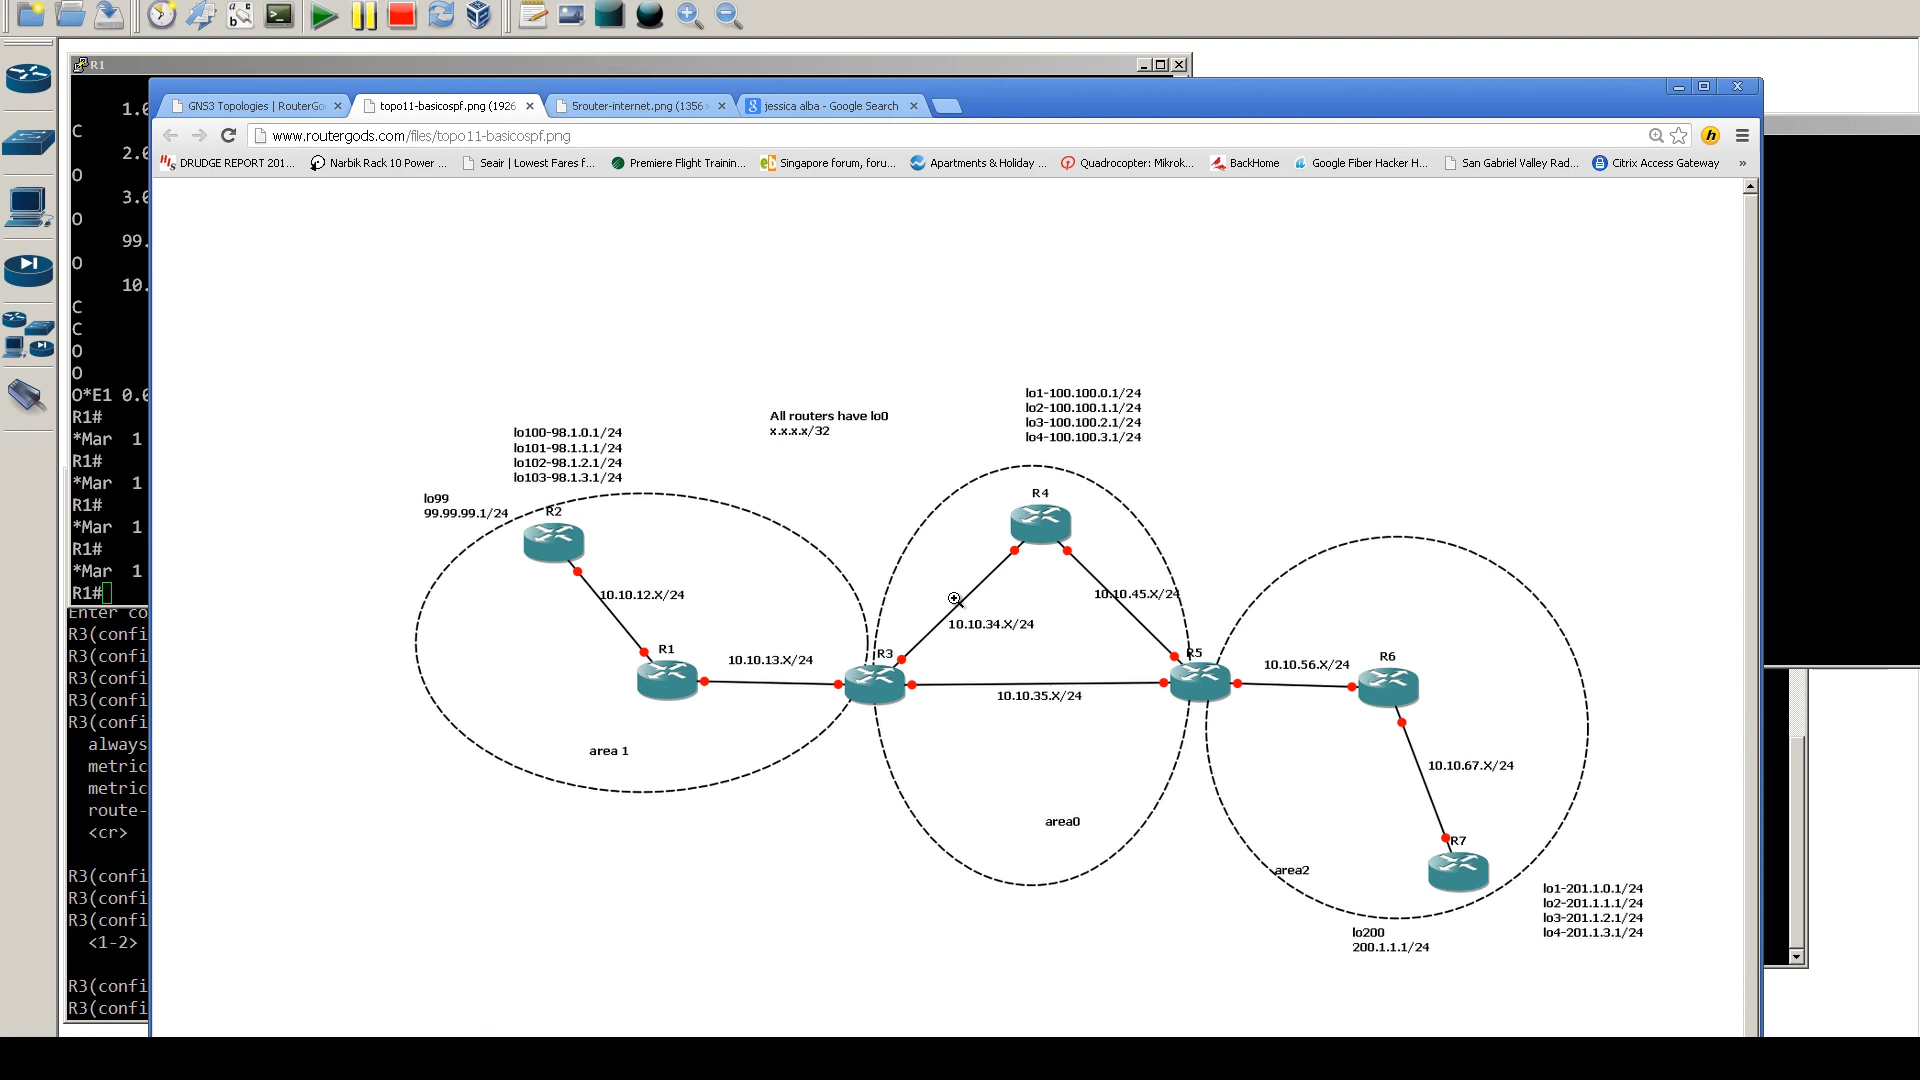 R1
GNS3 Topologies | RouterGo
topo11-basicospf.png (1926
5router-internet.png (1356
jessica alba - Google Search
www.routergods.com/files/topo11-basicospf.png
DRUDGE REPORT 201...
Narbik Rack 10 Power ...
Seair | Lowest Fares f...
Premiere Flight Trainin...
Singapore forum, foru...
Apartments & Holiday ...
Quadrocopter: Mikrok...
BackHome
Google Fiber Hacker H...
San Gabriel Valley Rad...
Citrix Access Gateway
»
1.0
C
2.0
O
3.0
O
99.
O
10.
C
C
O
O
O*E1 0.0
R1#
*Mar 1
R1#
*Mar 1
R1#
*Mar 1
R1#
*Mar 1
R1#
Enter co
R3(confi
R3(confi
R3(confi
R3(confi
R3(confi
always
metric
metric
route-
<cr>
R3(confi
R3(confi
R3(confi
<1-2>
R3(confi
R3(confi
lo1-100.100.0.1/24
lo2-100.100.1.1/24
lo3-100.100.2.1/24
lo4-100.100.3.1/24
All routers have lo0
x.x.x.x/32
lo100-98.1.0.1/24
lo101-98.1.1.1/24
lo102-98.1.2.1/24
lo103-98.1.3.1/24
lo99
99.99.99.1/24
R2
R4
10.10.12.X/24
10.10.45.X/24
10.10.34.X/24
R1
R3
R5
R6
10.10.13.X/24
10.10.56.X/24
10.10.35.X/24
area 1
10.10.67.X/24
area0
R7
area2
lo1-201.1.0.1/24
lo2-201.1.1.1/24
lo3-201.1.2.1/24
lo4-201.1.3.1/24
lo200
200.1.1.1/24